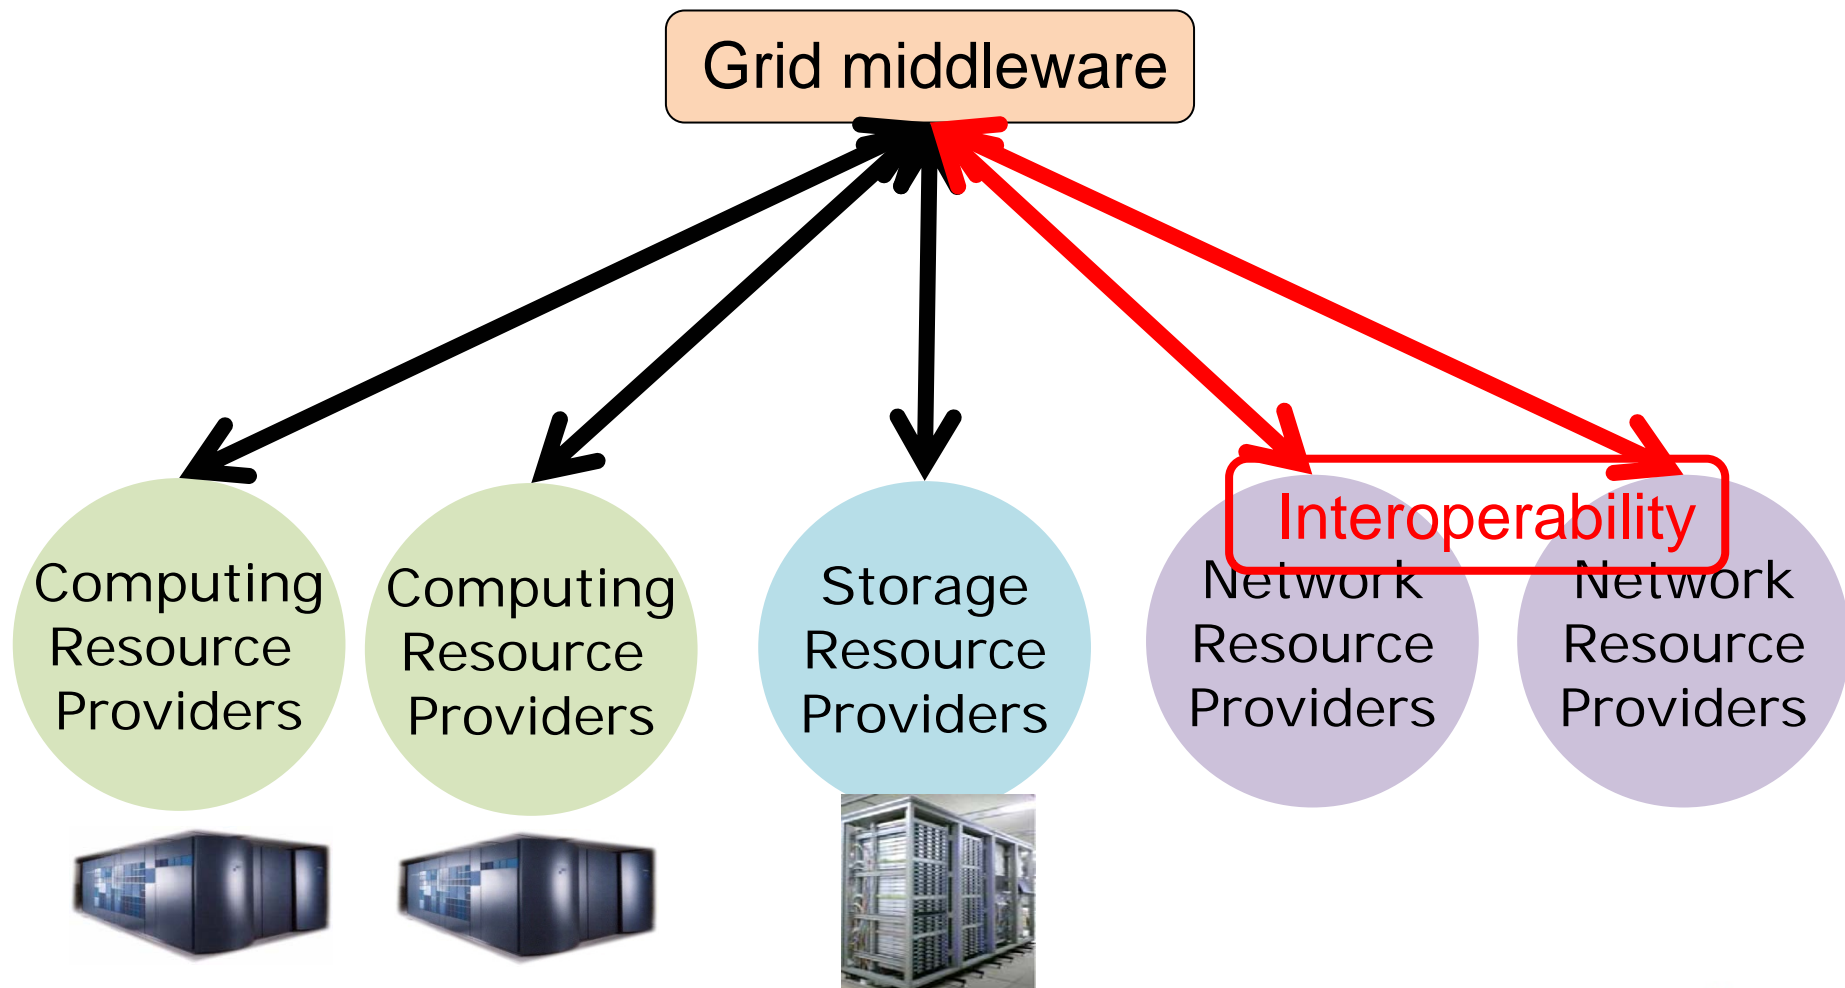 Grid middleware
Interoperability
Computing
Resource
Providers
Computing
Resource
Providers
Storage
Resource
Providers
Network
Resource
Providers
Network
Resource
Providers